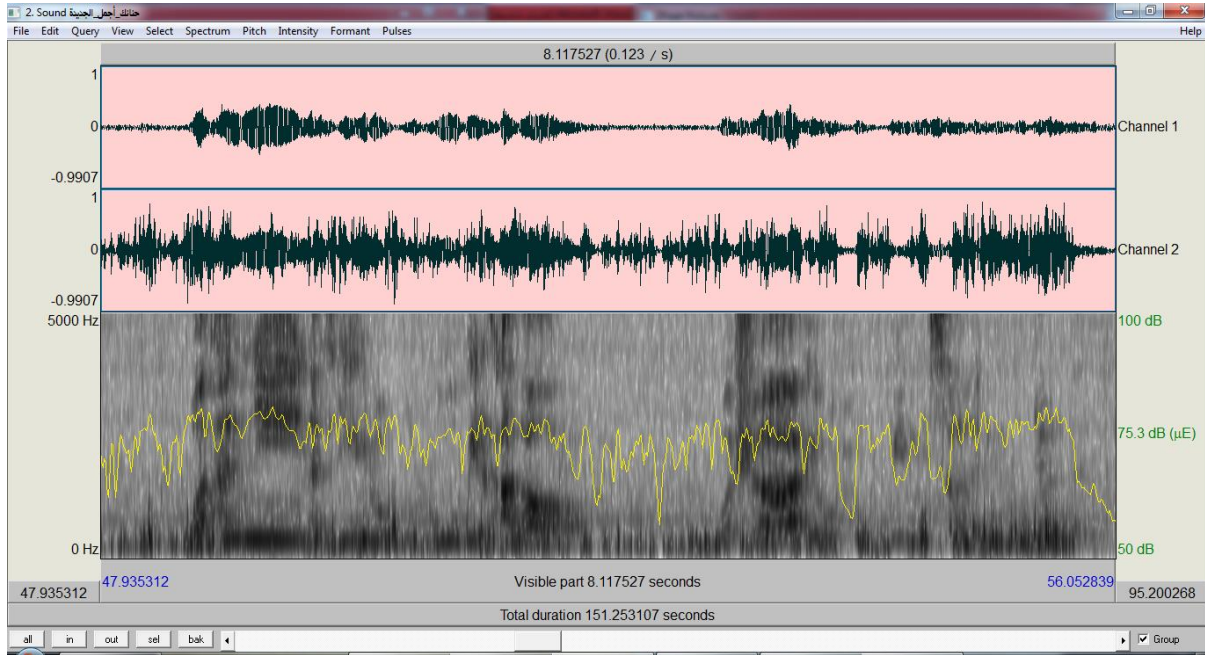 2. Sound حنانك_أجعل_الجنيدة
File Edit Query View Select Spectrum Pitch Intensity Formant Pulses Help
8.117527 (0.123 / s)
1
0
-0.9907
Channel 1
1
0
-0.9907
Channel 2
5000 Hz
100 dB
75.3 dB (µE)
0 Hz
50 dB
47.935312
47.935312
Visible part 8.117527 seconds
56.052839
95.200268
Total duration 151.253107 seconds
all in out sel bak Group